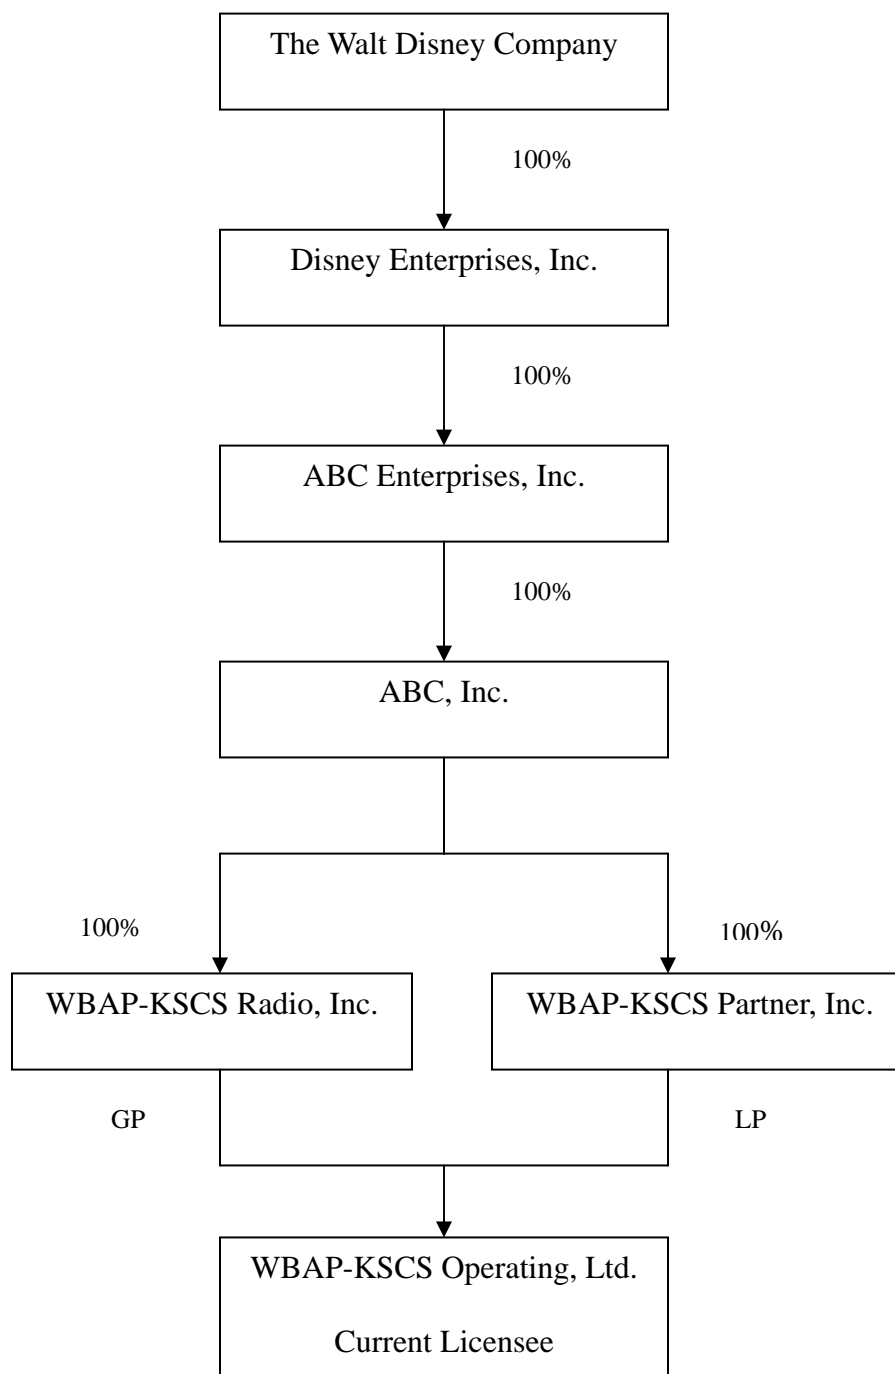 The Walt Disney Company
100%
Disney Enterprises, Inc.
100%
ABC Enterprises, Inc.
100%
ABC, Inc.
100%
100%
WBAP-KSCS Radio, Inc.
WBAP-KSCS Partner, Inc.
GP
LP
WBAP-KSCS Operating, Ltd.
Current Licensee